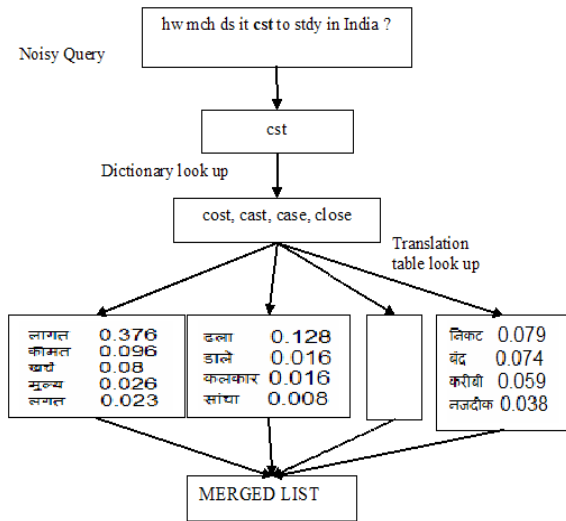 hw mch ds it cst to stdy in India ?
Noisy Query
cst
Dictionary look up
cost, cast, case, close
Translation
table look up
लागत 0.376
कीमत 0.096
खर्च 0.08
मुल्य 0.026
लगत 0.023
ढला 0.128
डाले 0.016
कलकार 0.016
सांचा 0.008
निकट 0.079
बंद 0.074
करीबी 0.059
नजदीक 0.038
MERGED LIST